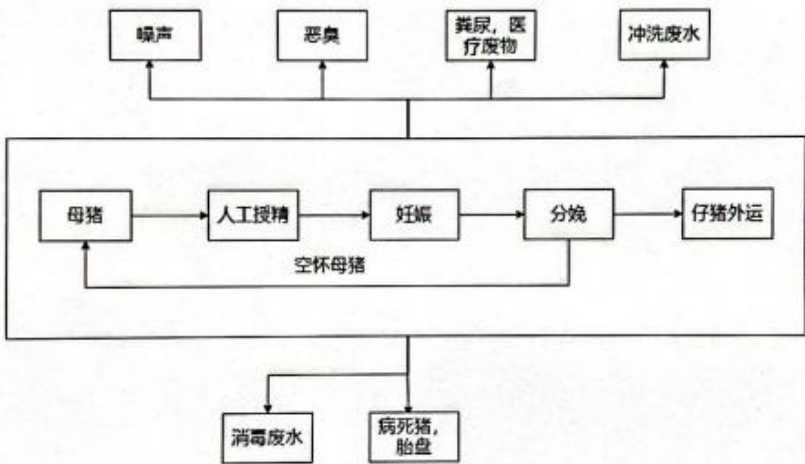 噪声
恶臭
粪尿，医
疗废物
冲洗废水
母猪
人工授精
妊娠
分娩
仔猪外运
空怀母猪
消毒废水
病死猪，
胎盘